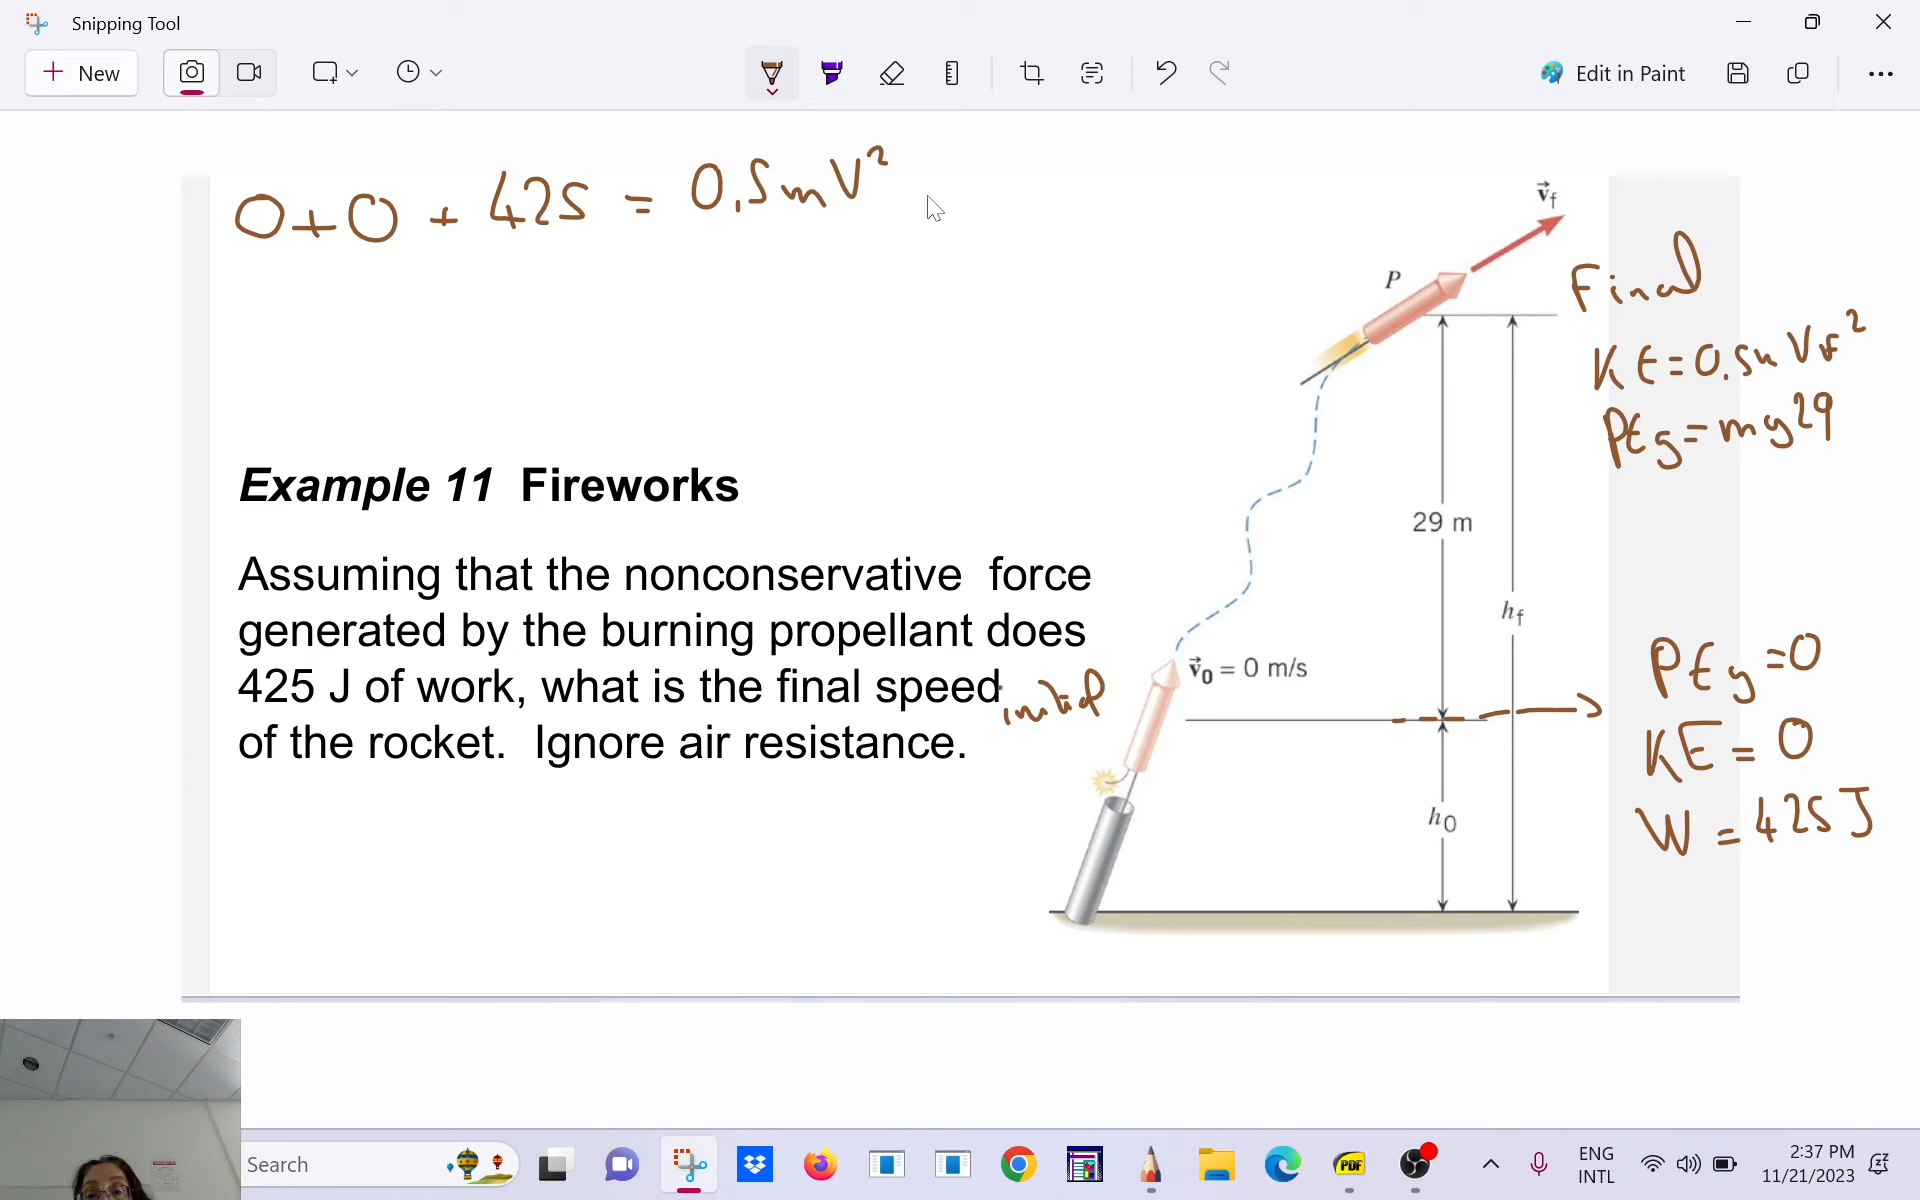 Snipping Tool
New
Edit in Paint
0+0 + 425 = 0.5mV²
v⃗f
P
Final
KE=0.5mVf²
PEg=mg29
Example 11 Fireworks
29 m
Assuming that the nonconservative force
generated by the burning propellant does
425 J of work, what is the final speed
of the rocket. Ignore air resistance.
hf
initial
v⃗0 = 0 m/s
PEg=0
KE=0
W=425J
h0
Search
PDF
ENG
INTL
2:37 PM
11/21/2023